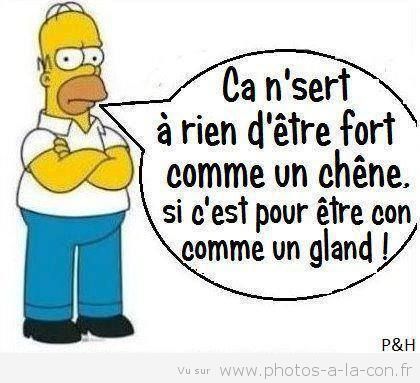 Ca n'sert
à rien d'être fort
comme un chêne,
si c'est pour être con
comme un gland !
P&H
Vu sur www.photos-a-la-con.fr